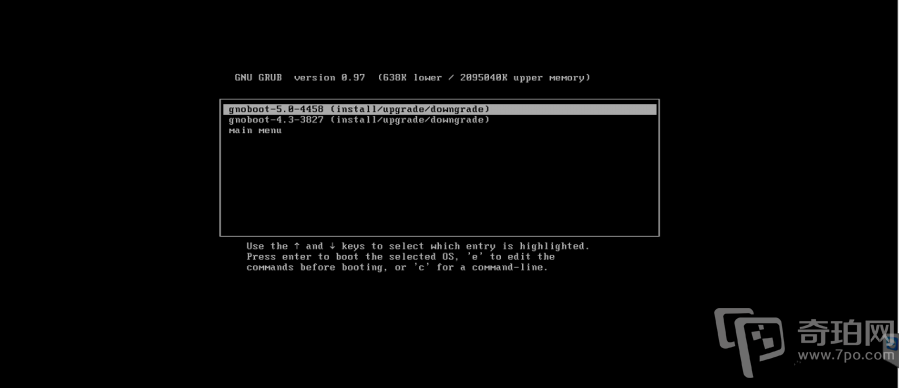 GNU GRUB  version 0.97  (638K lower / 2095040K upper memory)
gnoboot-5.0-4458 (install/upgrade/downgrade)
gnoboot-4.3-3827 (install/upgrade/downgrade)
main menu
Use the ↑ and ↓ keys to select which entry is highlighted.
Press enter to boot the selected OS, 'e' to edit the
commands before booting, or 'c' for a command-line.
奇珀网
www.7po.com